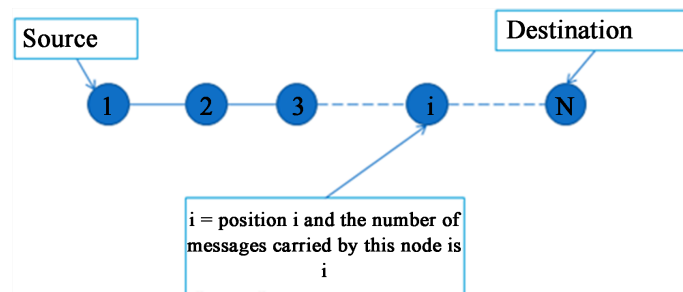 Source
Destination
1
2
3
i
N
i = position i and the number of
messages carried by this node is
i